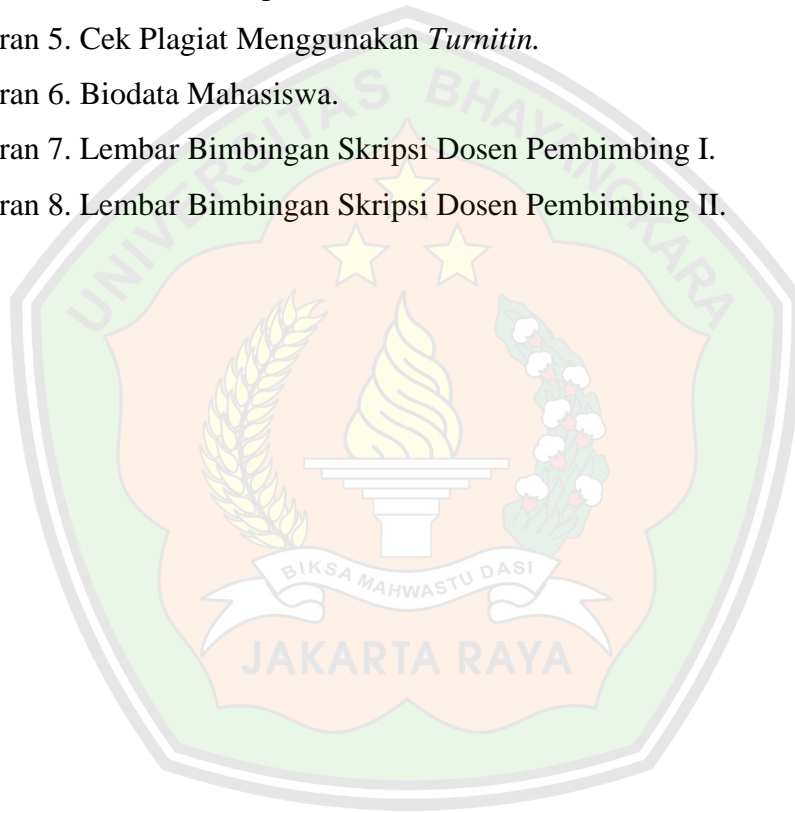 ran 5. Cek Plagiat Menggunakan Turnitin.
ran 6. Biodata Mahasiswa.
ran 7. Lembar Bimbingan Skripsi Dosen Pembimbing I.
ran 8. Lembar Bimbingan Skripsi Dosen Pembimbing II.
UNIVERSITAS BHAYANGKARA
BIKSA MAHWASTU DASI
JAKARTA RAYA